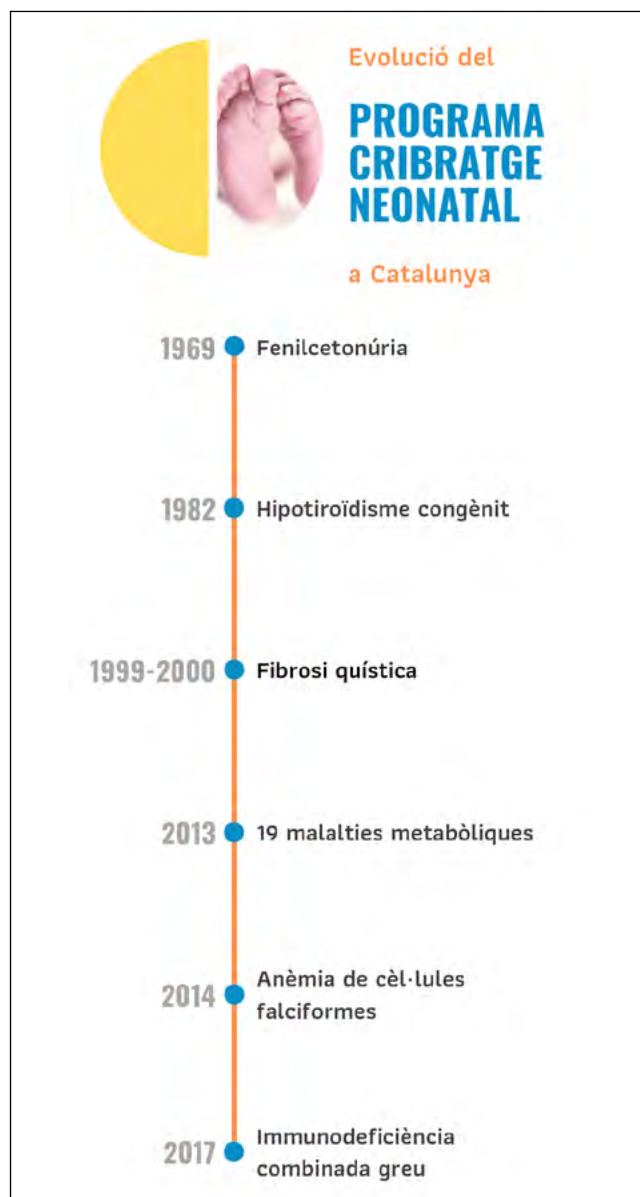 Evolució del
PROGRAMA
CRIBRATGE
NEONATAL
a Catalunya
1969 Fenilcetonúria
1982 Hipotiroïdisme congènit
1999-2000 Fibrosi quística
2013 19 malalties metabòliques
2014 Anèmia de cèl·lules
falciformes
2017 Immunodeficiència
combinada greu